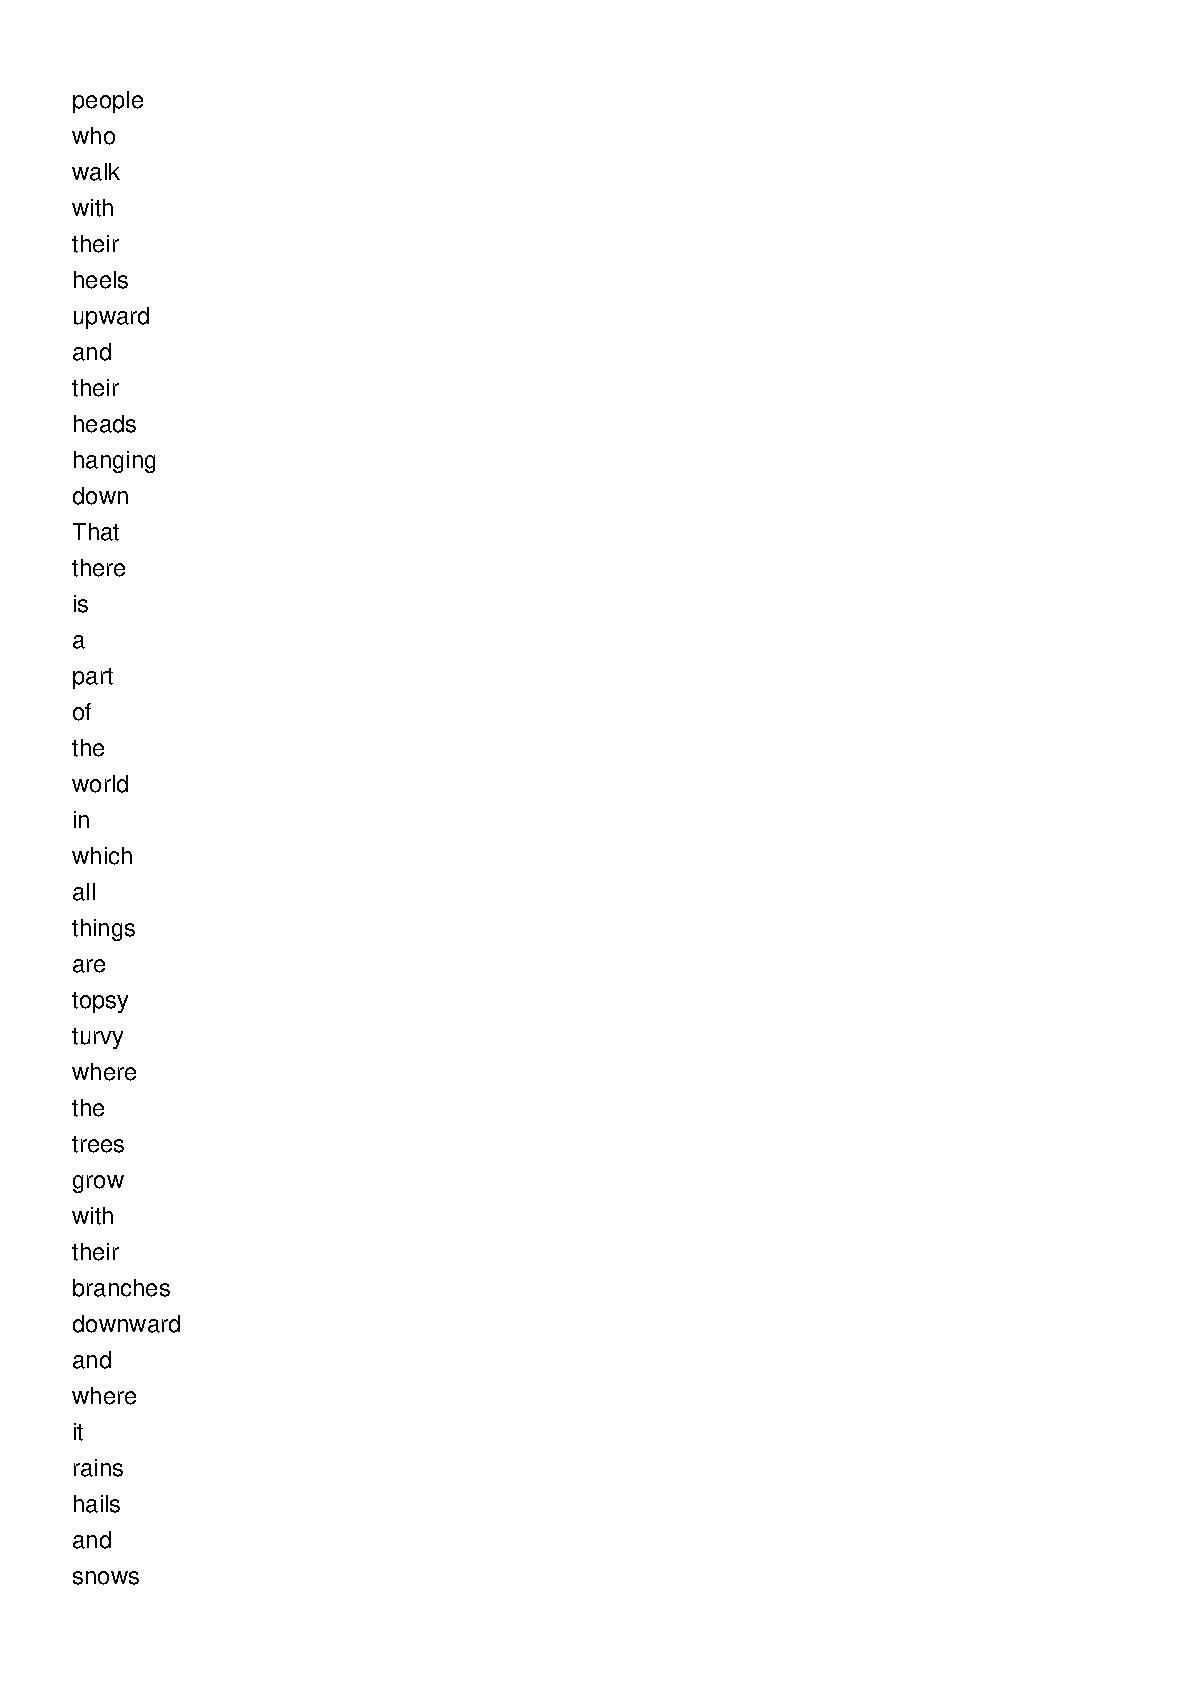 people
who
walk
with
their
heels
upward
and
their
heads
hanging
down
That
there
is
a
part
of
the
world
in
which
all
things
are
topsy
turvy
where
the
trees
grow
with
their
branches
downward
and
where
it
rains
hails
and
snows